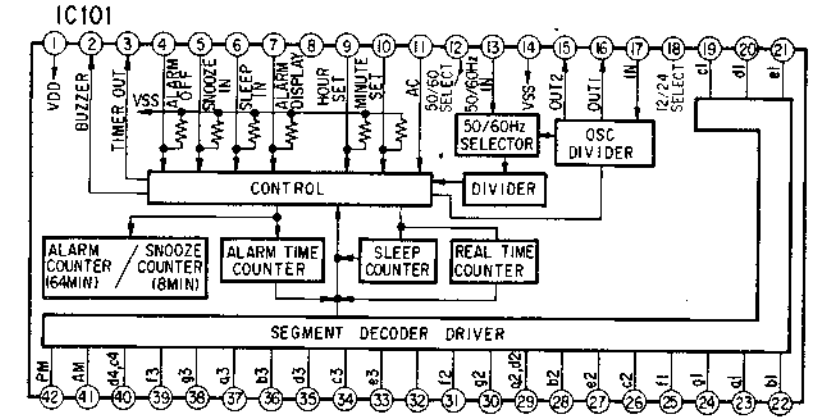 IC101
1 2 3 4 5 6 7 8 9 10 11 12 13 14 15 16 17 18 19 20 21
VDD
BUZZER
TIMER OUT
ALARM OFF
SNOOZE IN
SLEEP IN
ALARM DISPLAY
HOUR SET
MINUTE SET
AC
50/60 SELECT
50/60Hz IN
VSS
OUT2
OUT1
IN
12/24 SELECT
c1
d1
e1
VSS
50/60Hz
SELECTOR
OSC
DIVIDER
CONTROL
DIVIDER
ALARM
COUNTER
(64MIN)
/
SNOOZE
COUNTER
(8MIN)
ALARM TIME
COUNTER
SLEEP
COUNTER
REAL TIME
COUNTER
SEGMENT DECODER DRIVER
PM
AM
d4,c4
f3
g3
a3
b3
d3
c3
e3
f2
g2
a2,d2
b2
e2
c2
f1
g1
a1
b1
42 41 40 39 38 37 36 35 34 33 32 31 30 29 28 27 26 25 24 23 22